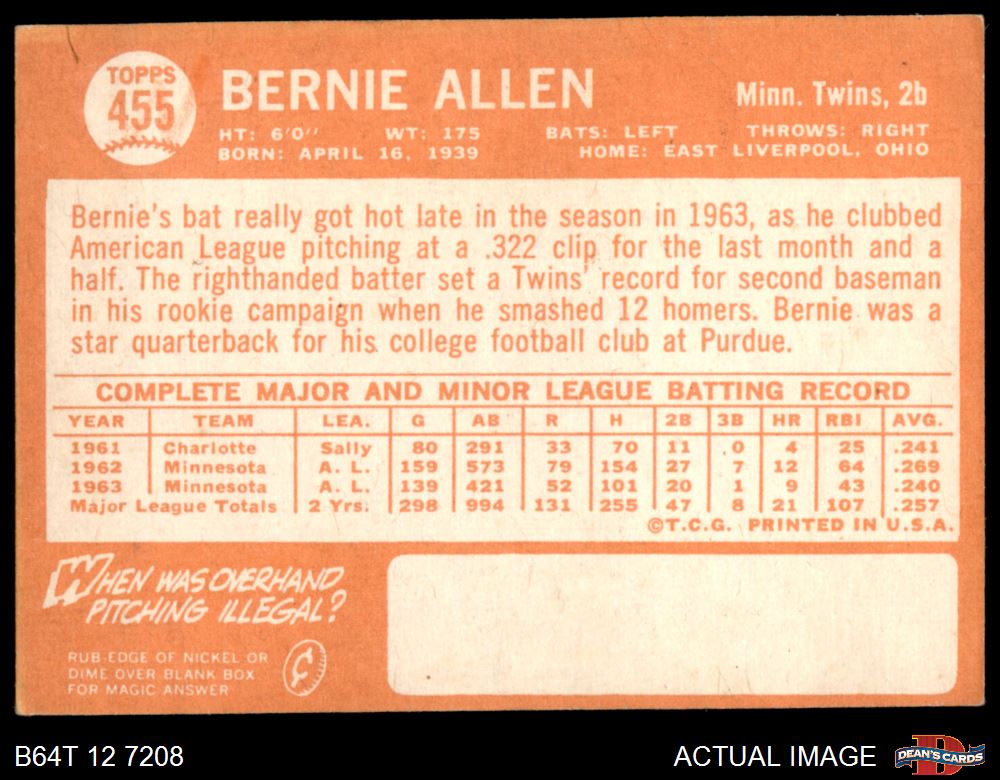 TOPPS
455
BERNIE ALLEN
Minn. Twins, 2b
HT: 6'0" WT: 175 BATS: LEFT THROWS: RIGHT
BORN: APRIL 16, 1939 HOME: EAST LIVERPOOL, OHIO
Bernie's bat really got hot late in the season in 1963, as he clubbed
American League pitching at a .322 clip for the last month and a
half. The righthanded batter set a Twins' record for second baseman
in his rookie campaign when he smashed 12 homers. Bernie was a
star quarterback for his college football club at Purdue.
COMPLETE MAJOR AND MINOR LEAGUE BATTING RECORD
YEAR TEAM LEA. G AB R H 2B 3B HR RBI AVG.
1961 Charlotte Sally 80 291 33 70 11 0 4 25 .241
1962 Minnesota A. L. 159 573 79 154 27 7 12 64 .269
1963 Minnesota A. L. 139 421 52 101 20 1 9 43 .240
Major League Totals 2 Yrs. 298 994 131 255 47 8 21 107 .257
©T.C.G. PRINTED IN U.S.A.
WHEN WAS OVERHAND
PITCHING ILLEGAL?
RUB EDGE OF NICKEL OR
DIME OVER BLANK BOX
FOR MAGIC ANSWER
B64T 12 7208
ACTUAL IMAGE
DEAN'S CARDS